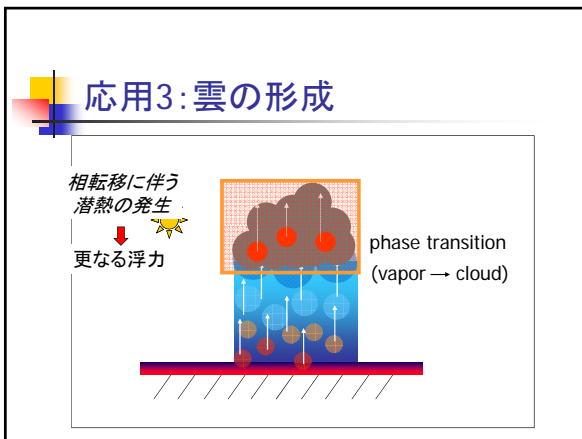 応用3:雲の形成
相転移に伴う
潜熱の発生
更なる浮力
phase transition
(vapor → cloud)